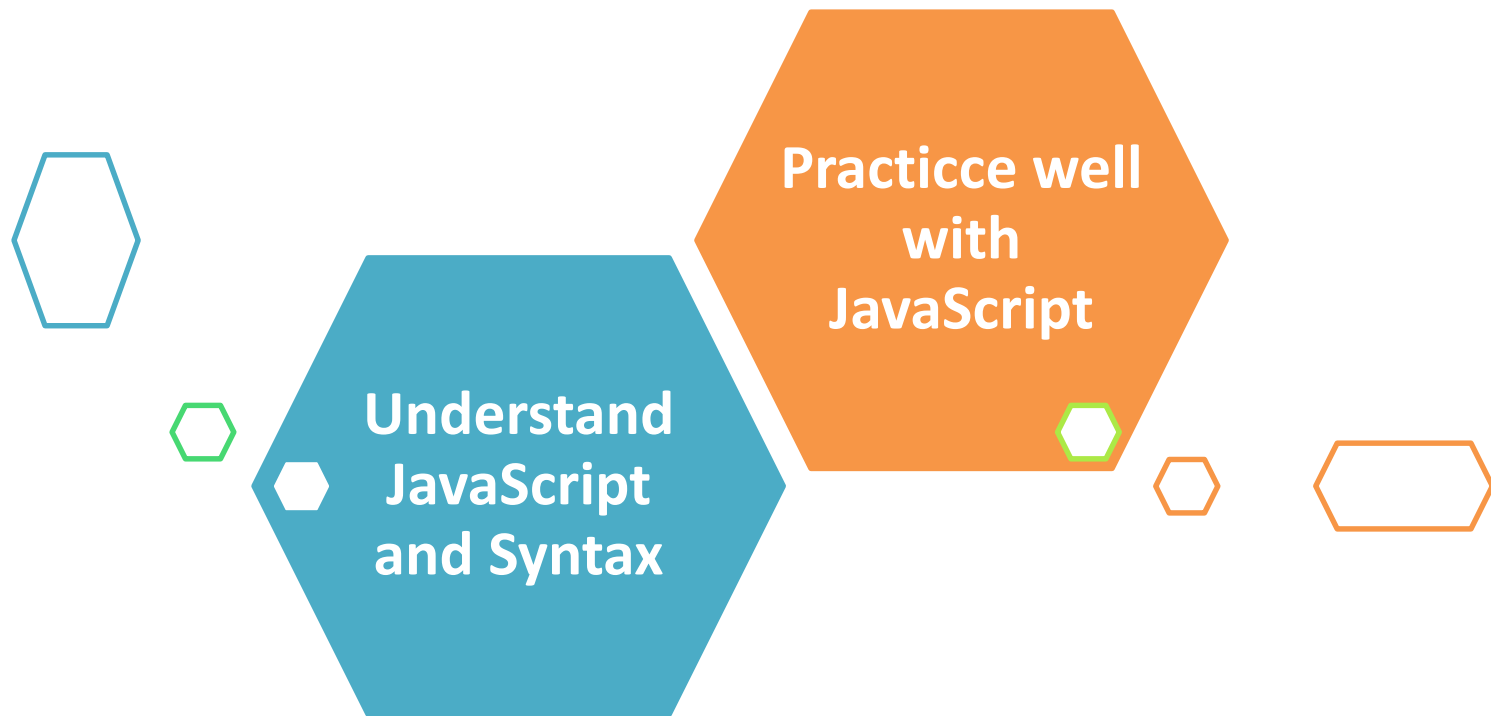 Practicce well
with
JavaScript
Understand
JavaScript
and Syntax